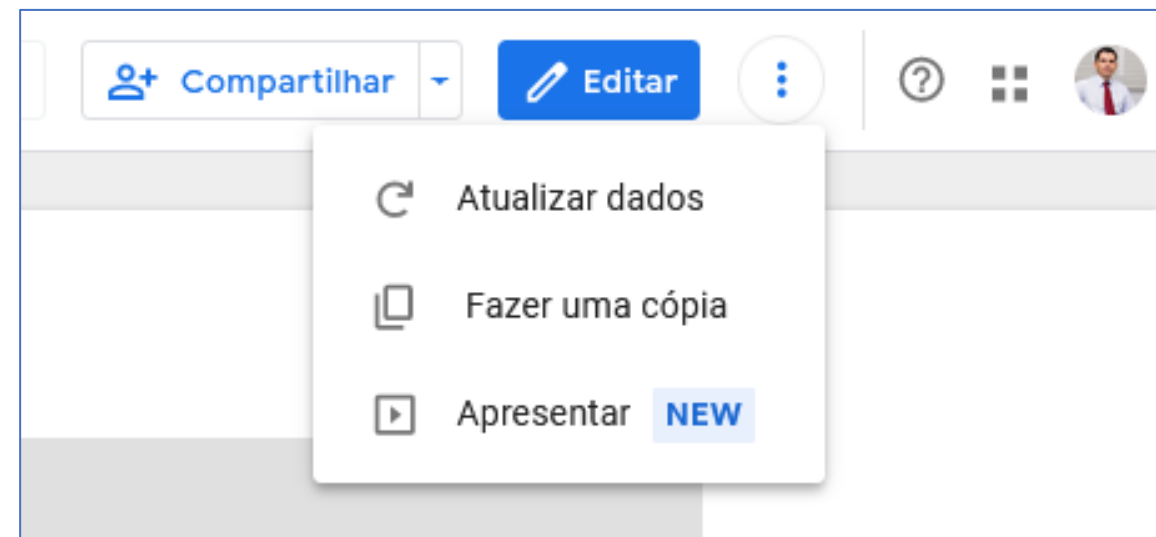 Compartilhar
Editar
Atualizar dados
Fazer uma cópia
Apresentar NEW